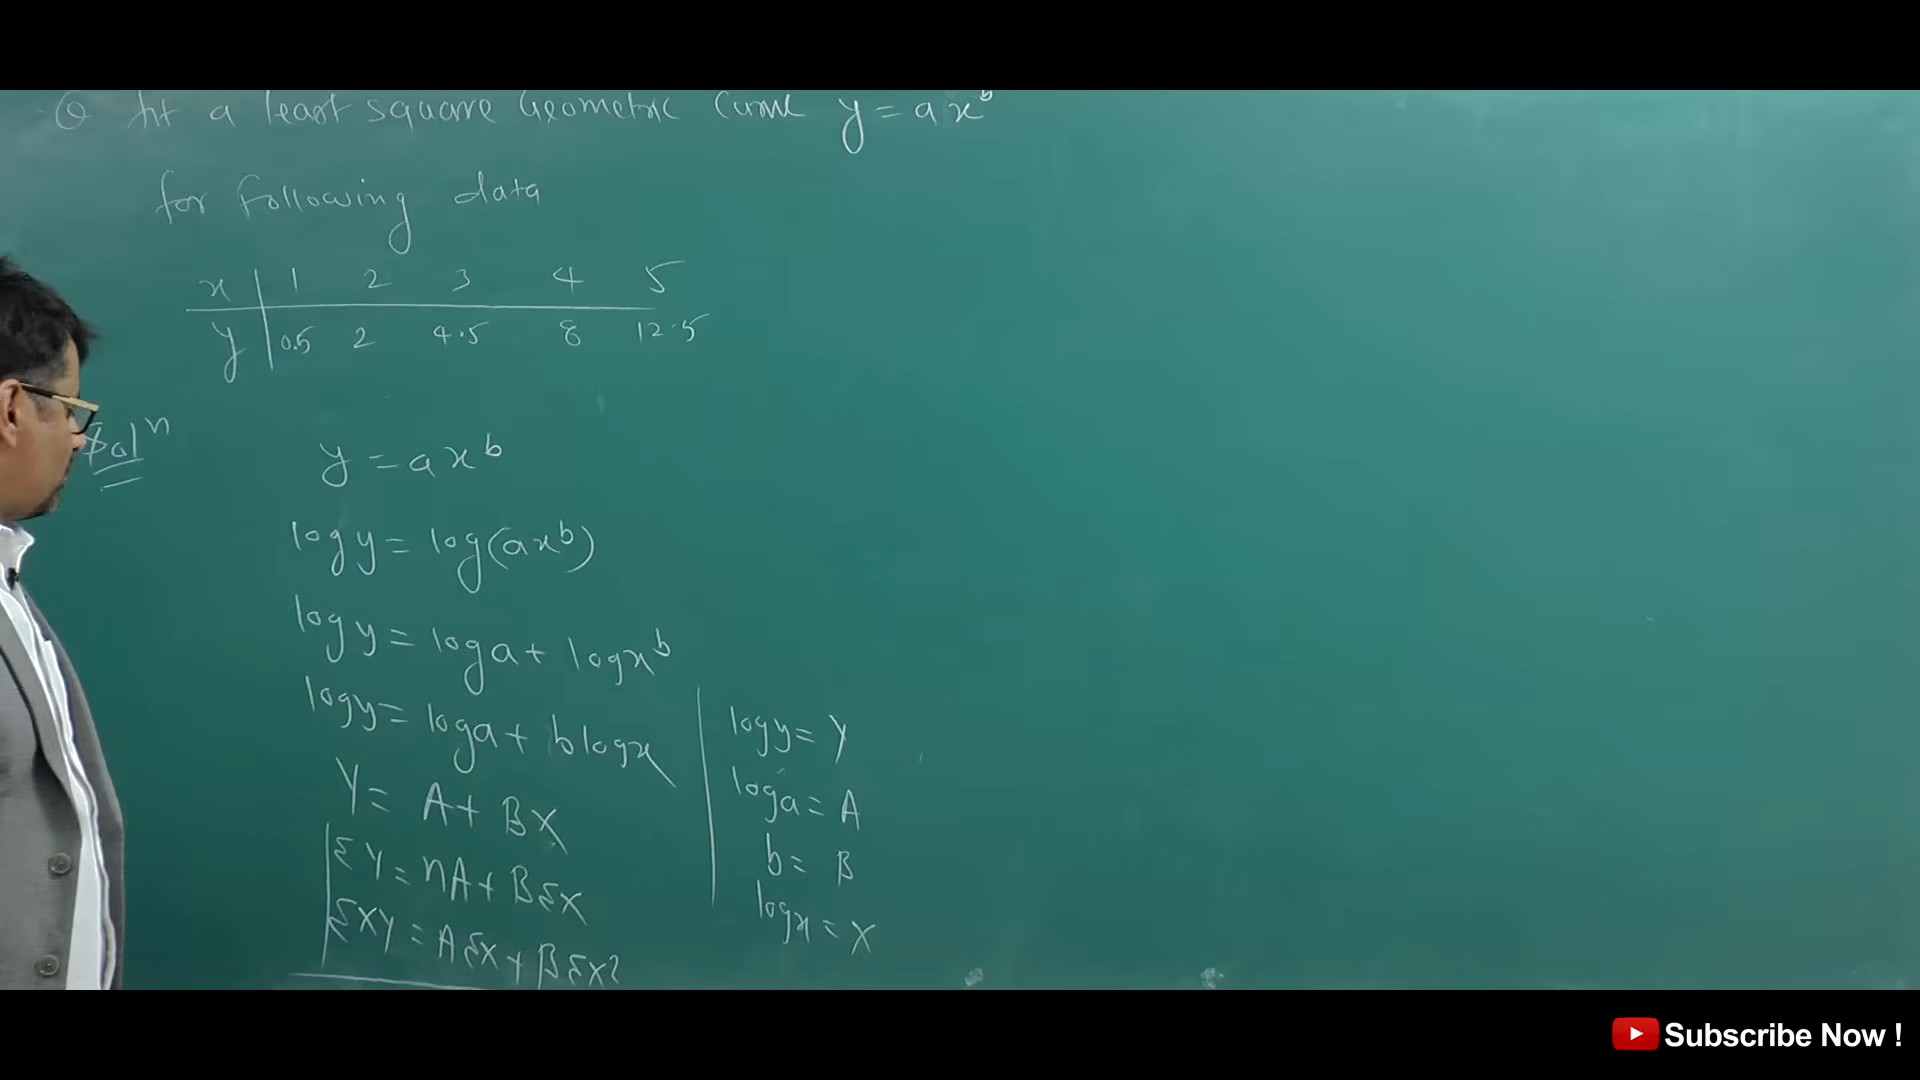 Q fit a least square Geometric Curve y = ax^b
for following data
x | 1 2 3 4 5
y | 0.5 2 4.5 8 12.5
Solⁿ
y = ax^b
log y = log(ax^b)
log y = log a + log x^b
log y = log a + b log x
Y = A + BX
ΣY = nA + BΣX
ΣXY = AΣX + BΣX²
log y = Y
log a = A
b = B
log x = X
Subscribe Now !